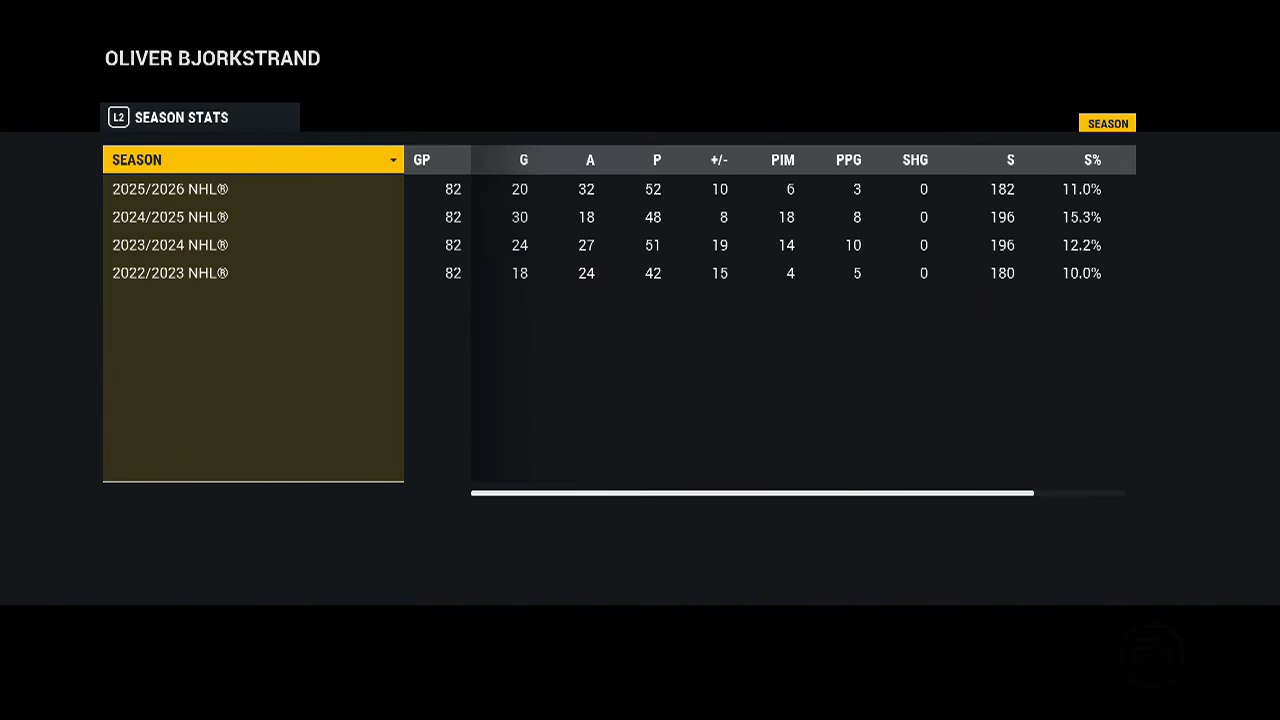 OLIVER BJORKSTRAND
L2 SEASON STATS
SEASON
SEASON GP G A P +/- PIM PPG SHG S S%
2025/2026 NHL® 82 20 32 52 10 6 3 0 182 11.0%
2024/2025 NHL® 82 30 18 48 8 18 8 0 196 15.3%
2023/2024 NHL® 82 24 27 51 19 14 10 0 196 12.2%
2022/2023 NHL® 82 18 24 42 15 4 5 0 180 10.0%